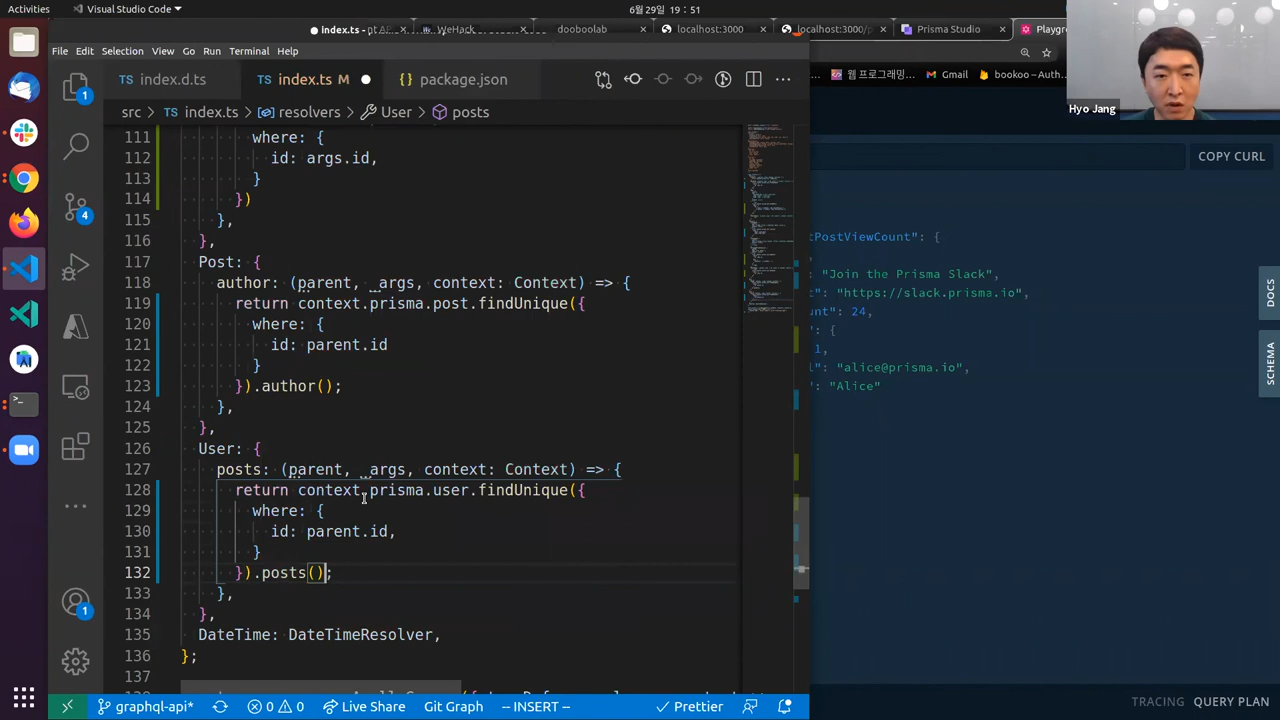 Activities
Visual Studio Code
6월 29일 19 : 51
index.ts - pt
WeHack
dooboolab
localhost:3000
localhost:3000/
Prisma Studio
Playg
File Edit Selection View Go Run Terminal Help
TS index.d.ts
TS index.ts M
package.json
웹 프로그래밍...
Gmail
bookoo – Auth...
Hyo Jang
src > TS index.ts > resolvers > User > posts
COPY CURL
111 where: {
112 id: args.id,
113 }
114 })
115 },
116 },
117 Post: {
118 author: (parent, _args, context: Context) => {
119 return context.prisma.post.findUnique({
120 where: {
121 id: parent.id
122 }
123 }).author();
124 },
125 },
126 User: {
127 posts: (parent, _args, context: Context) => {
128 return context.prisma.user.findUnique({
129 where: {
130 id: parent.id,
131 }
132 }).posts();
133 },
134 },
135 DateTime: DateTimeResolver,
136 };
137
tPostViewCount": {
: "Join the Prisma Slack",
t": "https://slack.prisma.io",
unt": 24,
": {
1,
l": "alice@prisma.io",
": "Alice"
DOCS
SCHEMA
graphql-api*
0 0
Live Share
Git Graph
-- INSERT --
Prettier
TRACING
QUERY PLAN